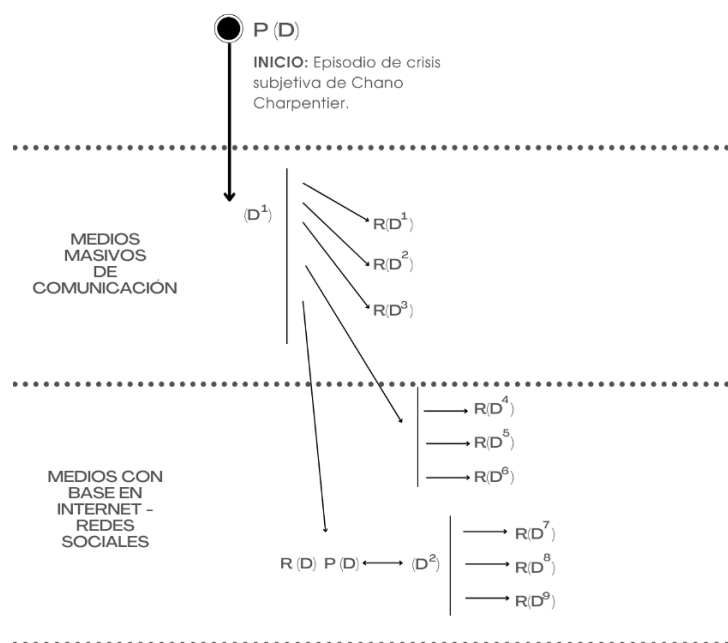 P (D)
INICIO: Episodio de crisis
subjetiva de Chano
Charpentier.
(D¹)
MEDIOS
MASIVOS
DE
COMUNICACIÓN
R(D¹)
R(D²)
R(D³)
R(D⁴)
R(D⁵)
R(D⁶)
MEDIOS CON
BASE EN
INTERNET -
REDES
SOCIALES
R (D) P (D) (D²)
R(D⁷)
R(D⁸)
R(D⁹)